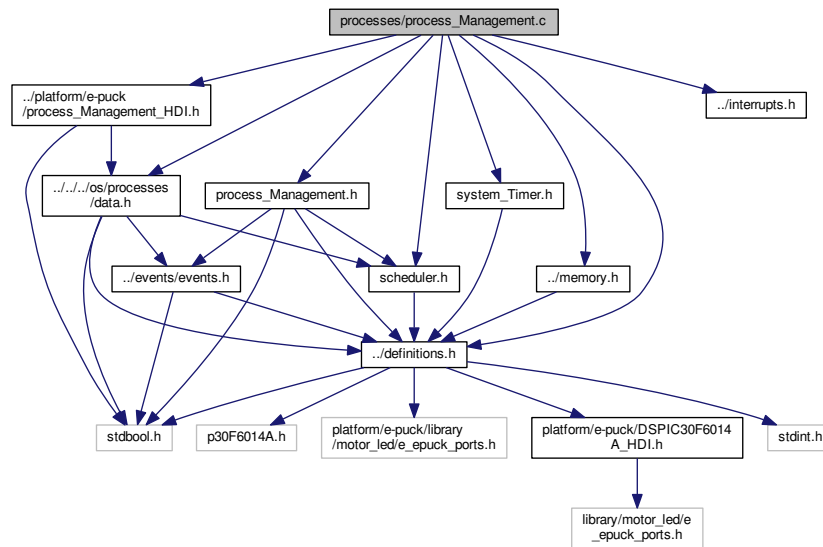 processes/process_Management.c
../platform/e-puck
/process_Management_HDI.h
../interrupts.h
../../../os/processes
/data.h
process_Management.h
system_Timer.h
../events/events.h
scheduler.h
../memory.h
../definitions.h
stdbool.h
p30F6014A.h
platform/e-puck/library
/motor_led/e_epuck_ports.h
platform/e-puck/DSPIC30F6014
A_HDI.h
stdint.h
library/motor_led/e
_epuck_ports.h